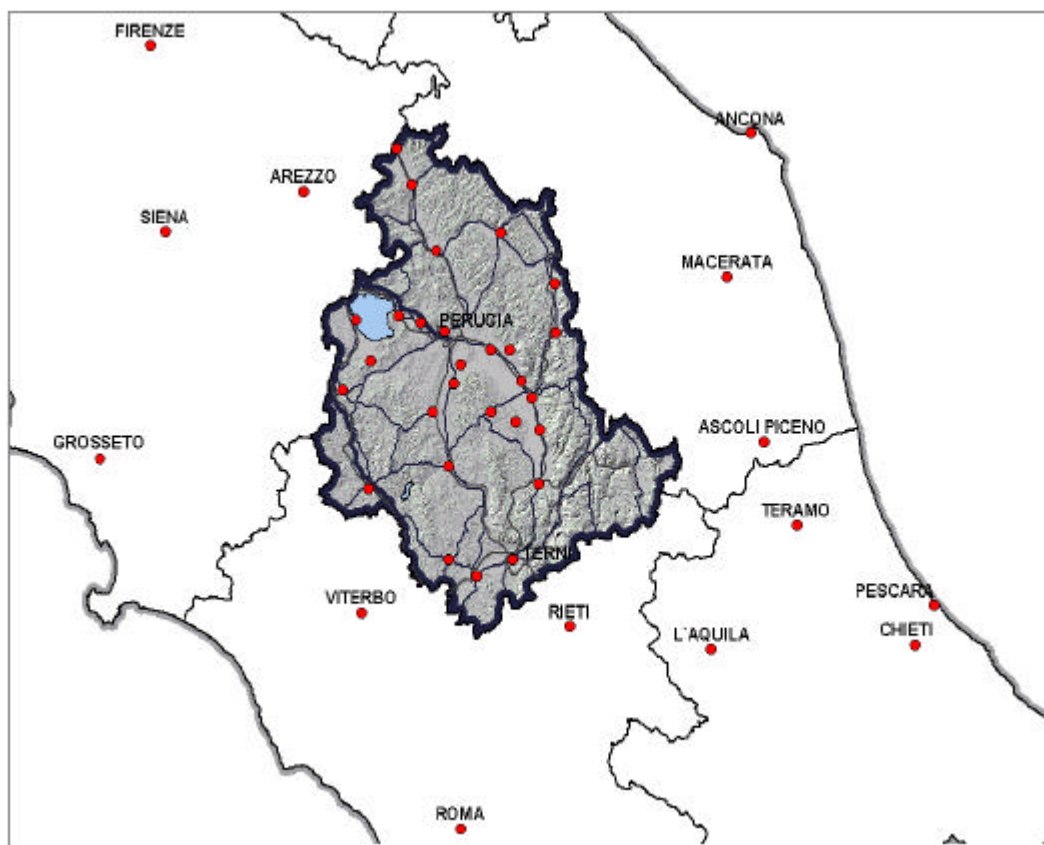 FIRENZE
ANCONA
AREZZO
SIENA
MACERATA
PERUGIA
ASCOLI PICENO
GROSSETO
TERAMO
TERNI
PESCARA
VITERBO
RIETI
CHIETI
L'AQUILA
ROMA